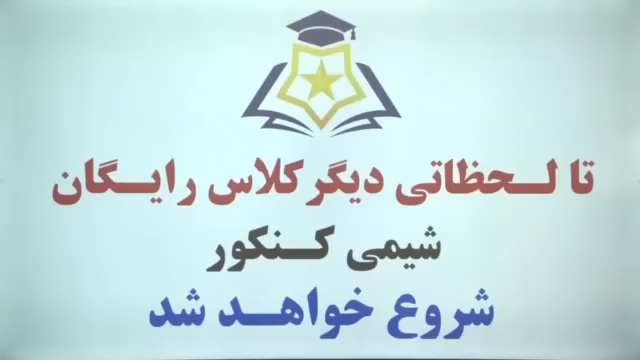 تا لحظاتی دیگر کلاس رایگان
شیمی کنکور
شروع خواهد شد